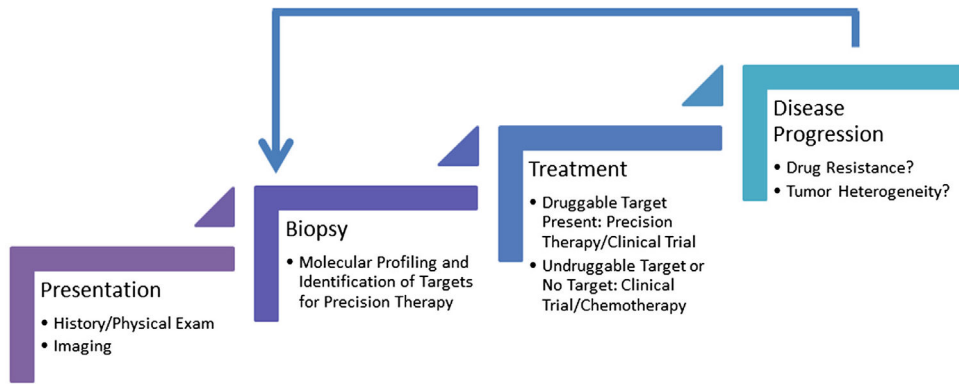 Presentation
• History/Physical Exam
• Imaging
Biopsy
• Molecular Profiling and
Identification of Targets
for Precision Therapy
Treatment
• Druggable Target
Present: Precision
Therapy/Clinical Trial
• Undruggable Target or
No Target: Clinical
Trial/Chemotherapy
Disease
Progression
• Drug Resistance?
• Tumor Heterogeneity?